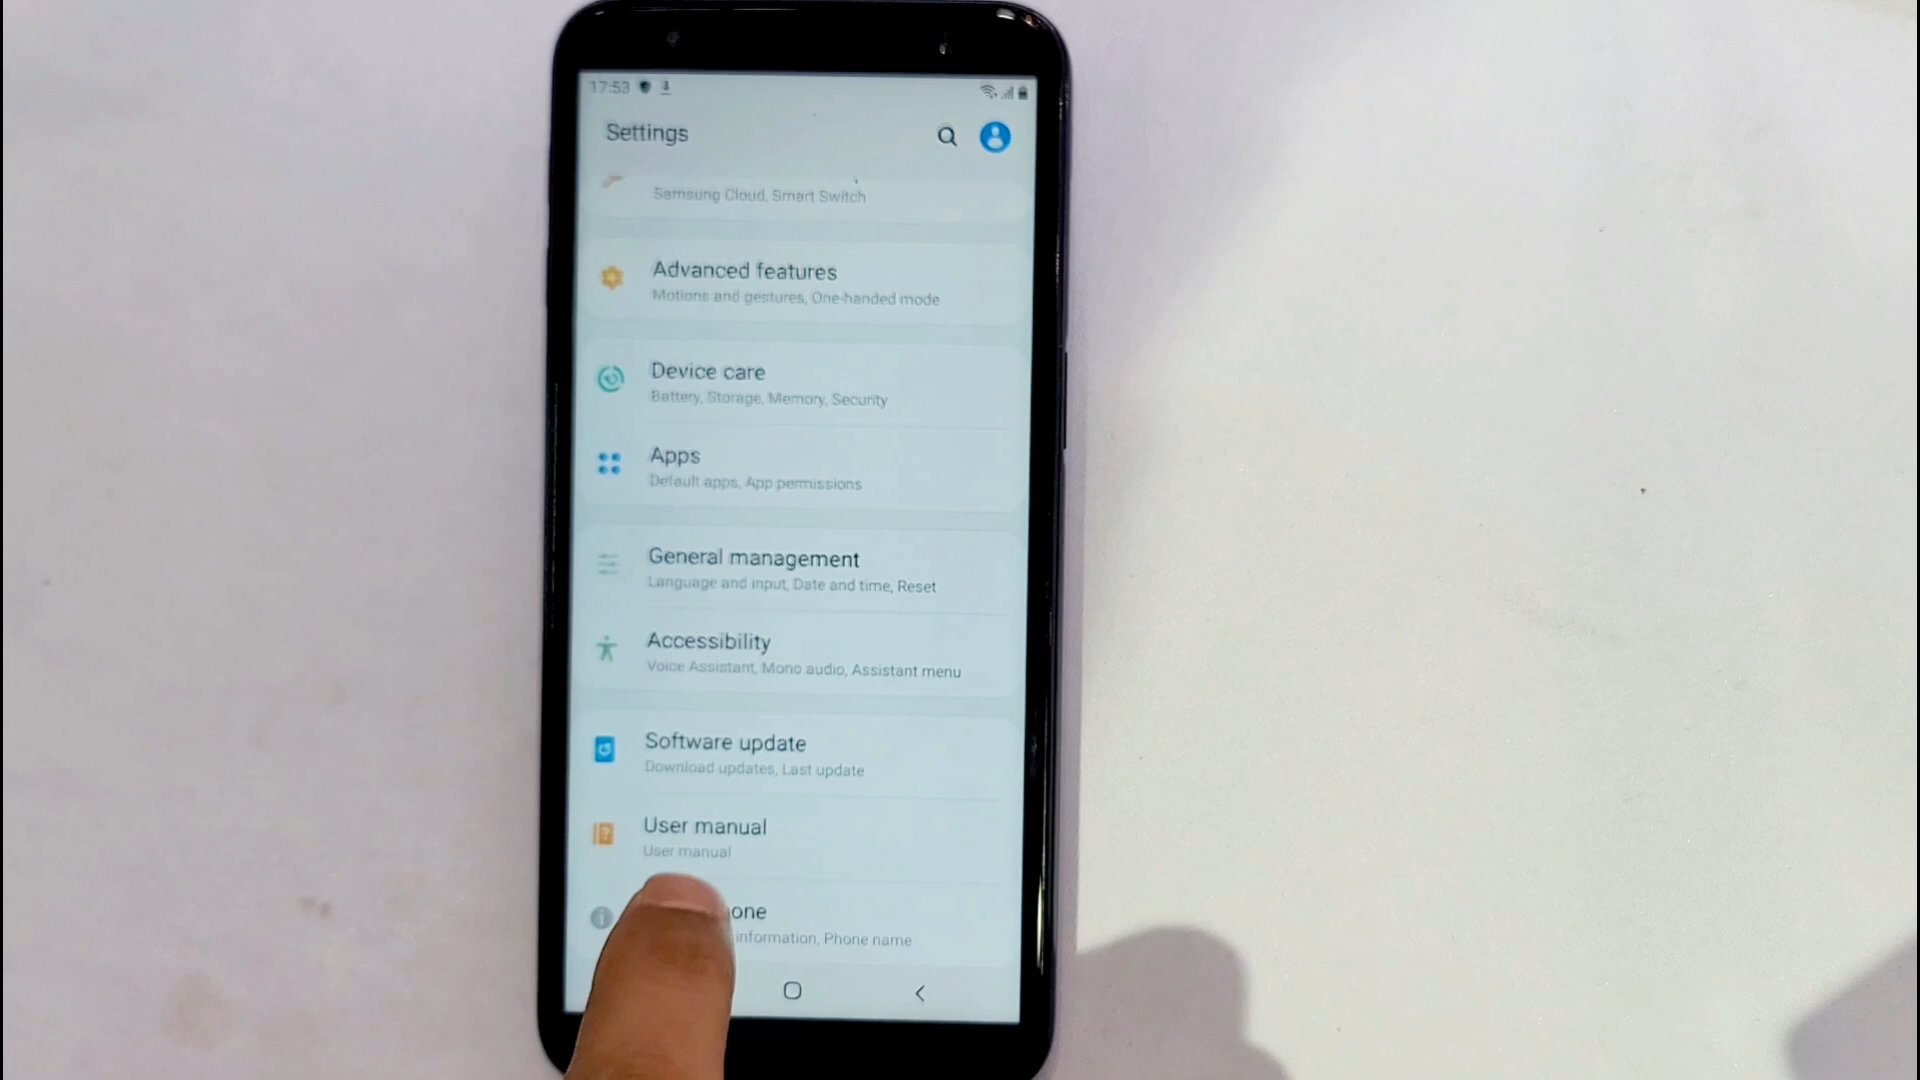 17:53
Settings
Samsung Cloud, Smart Switch
Advanced features
Motions and gestures, One-handed mode
Device care
Battery, Storage, Memory, Security
Apps
Default apps, App permissions
General management
Language and input, Date and time, Reset
Accessibility
Voice Assistant, Mono audio, Assistant menu
Software update
Download updates, Last update
User manual
User manual
one
information, Phone name